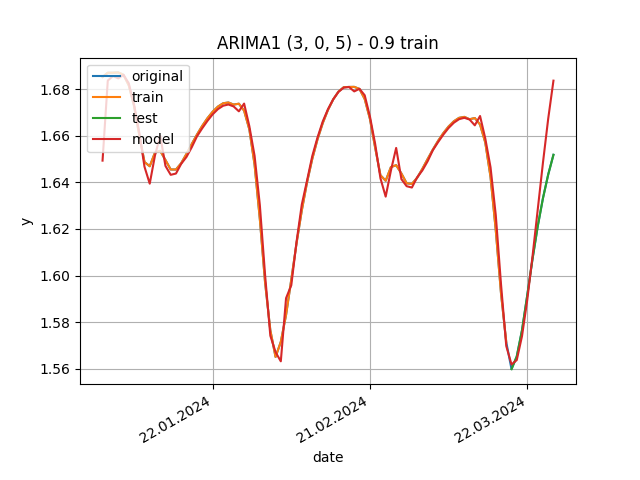 ARIMA1 (3, 0, 5) - 0.9 train
original
train
test
model
1.68
1.66
1.64
1.62
1.60
1.58
1.56
y
22.01.2024
21.02.2024
22.03.2024
date